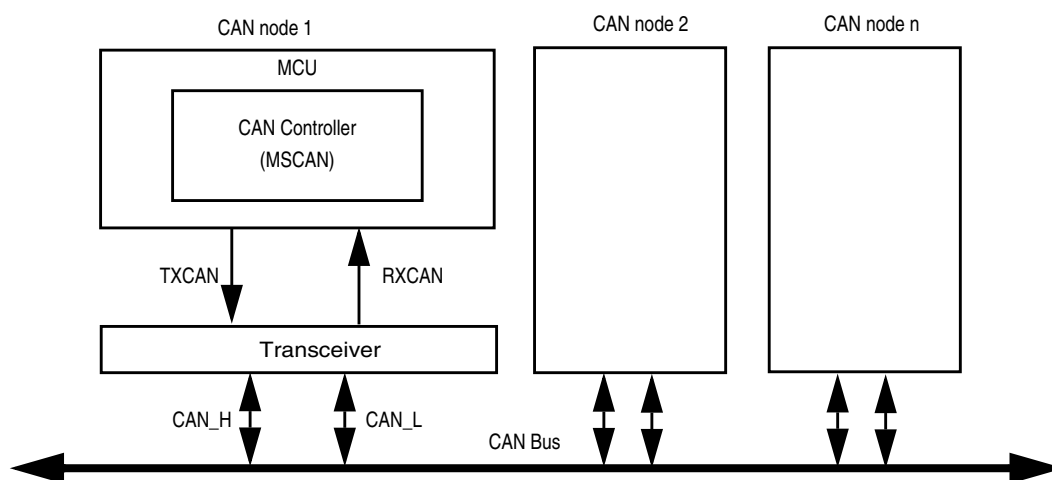 CAN node 1
CAN node 2
CAN node n
MCU
CAN Controller
(MSCAN)
TXCAN
RXCAN
Transceiver
CAN_H
CAN_L
CAN Bus